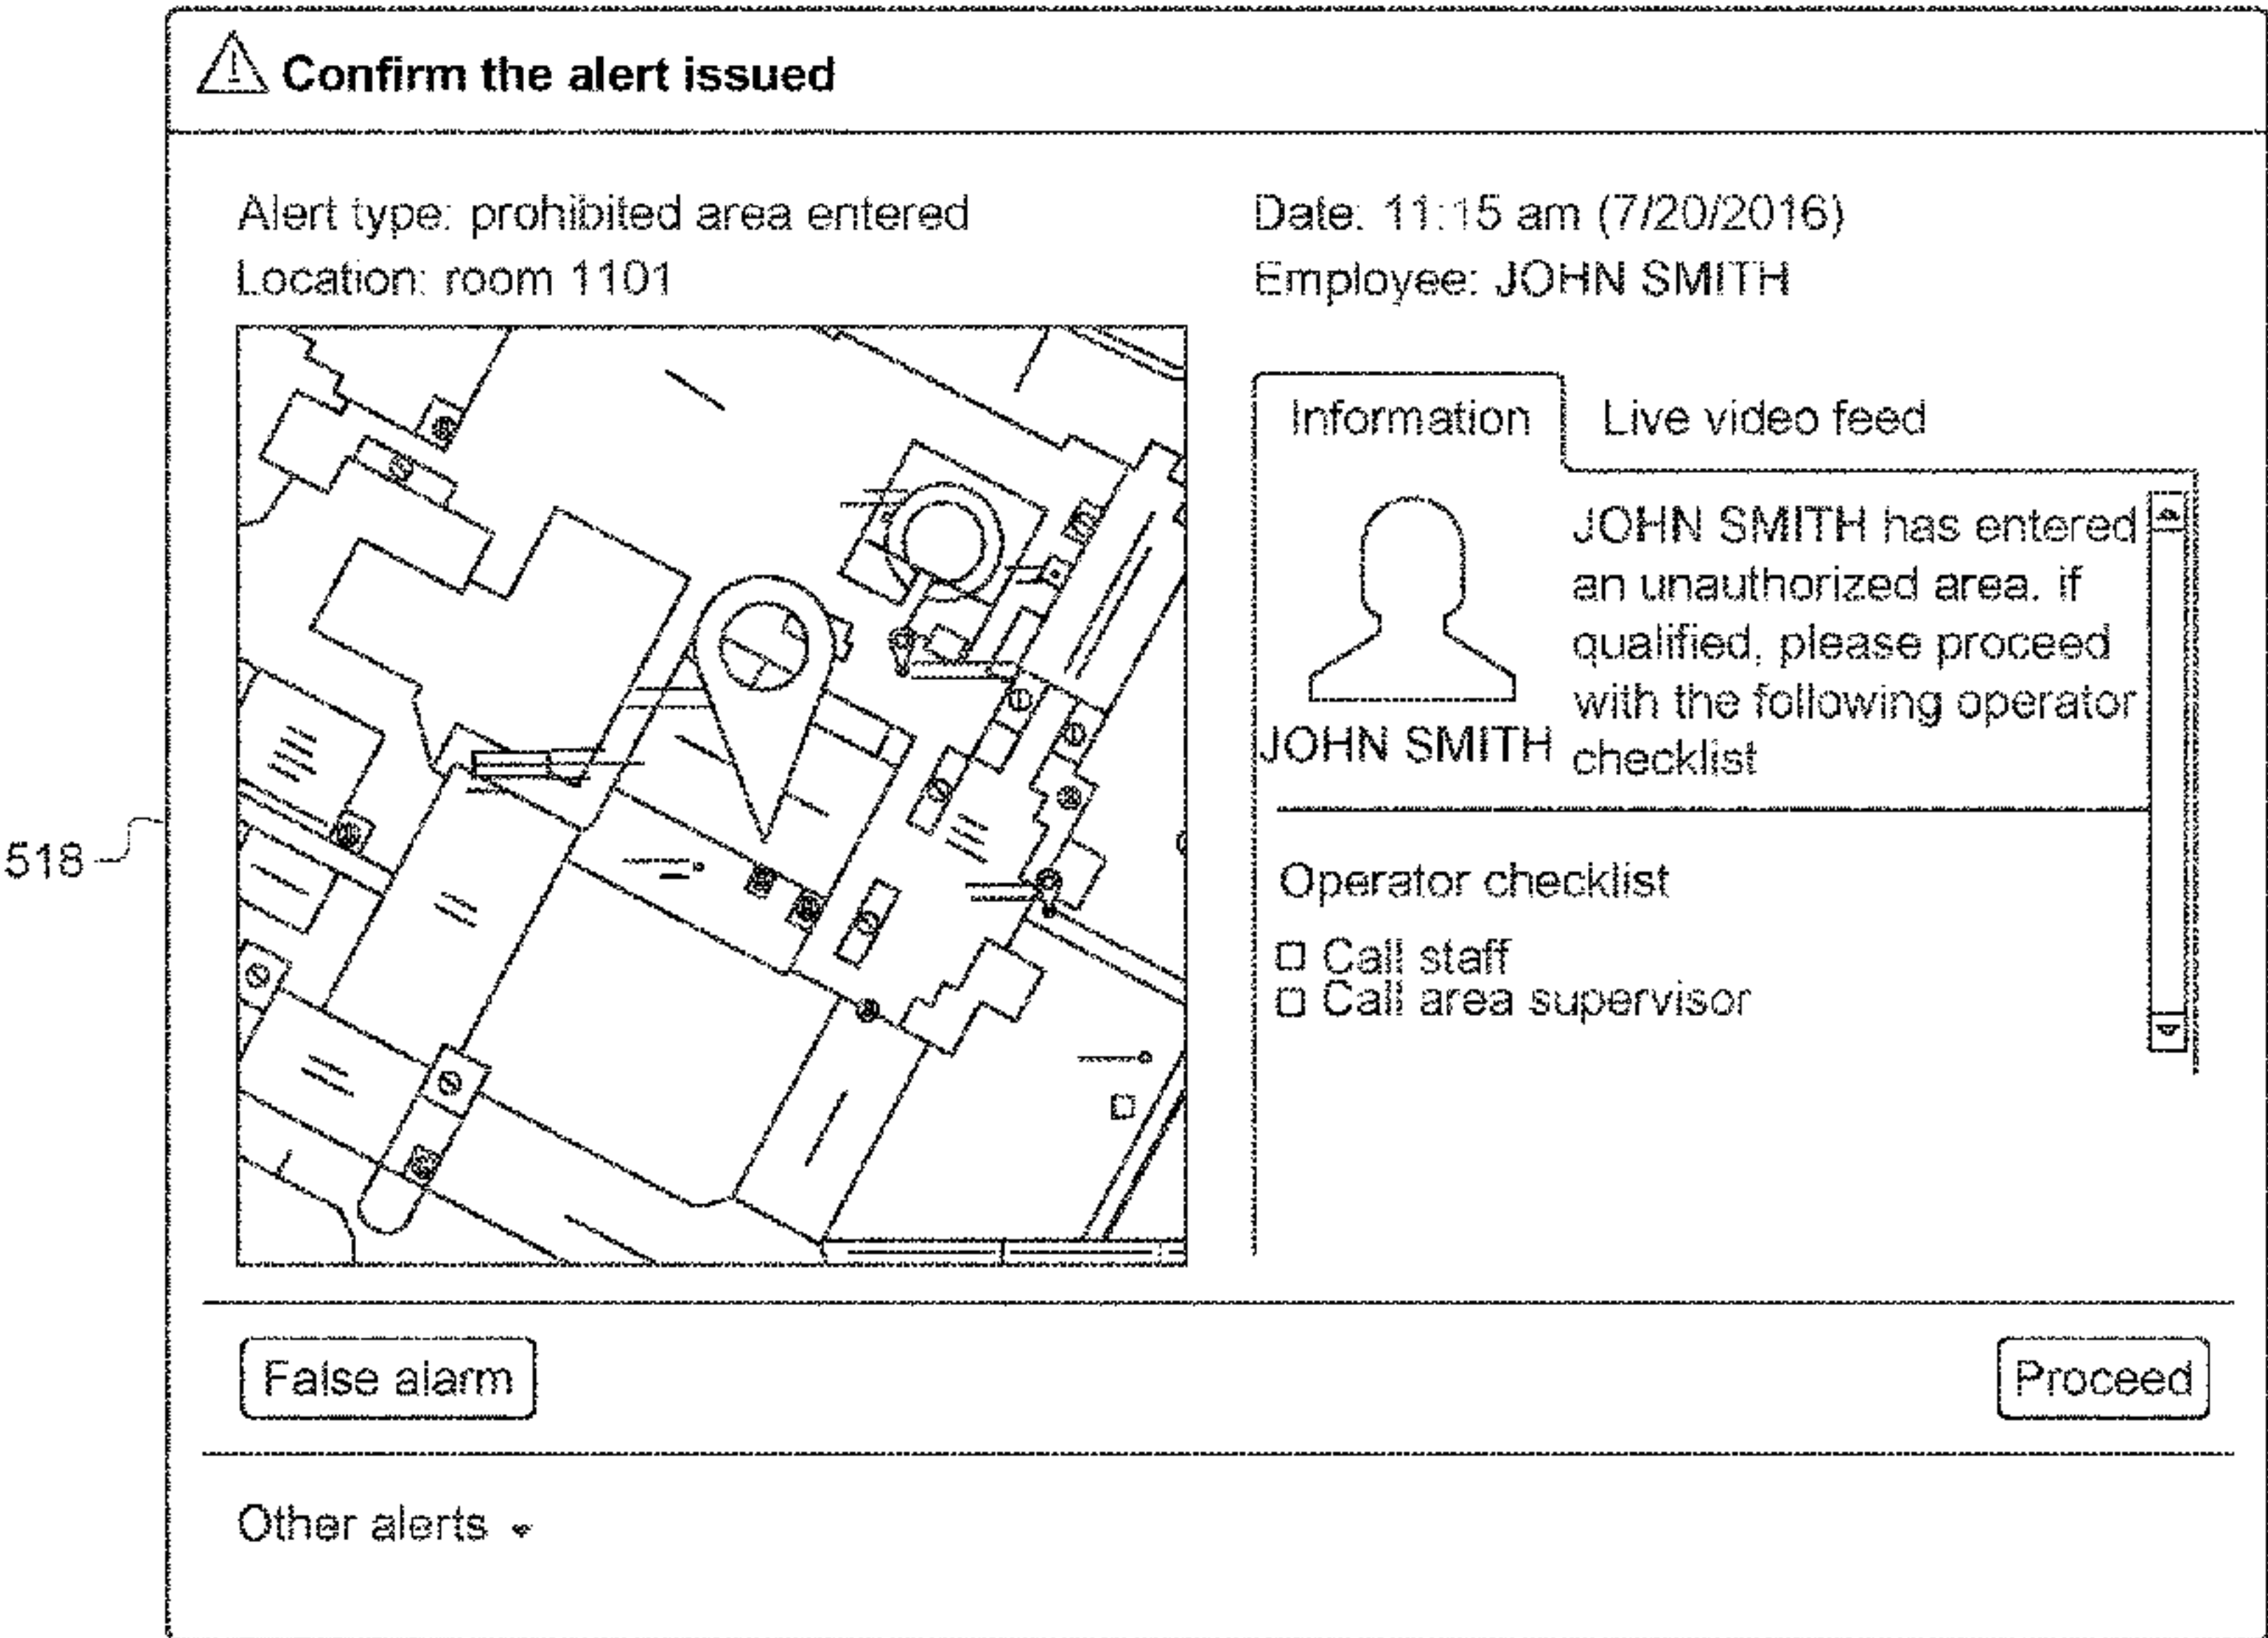 Confirm the alert issued
Alert type: prohibited area entered
Location: room 1101
Date: 11:15 am (7/20/2016)
Employee: JOHN SMITH
Information
Live video feed
JOHN SMITH has entered
an unauthorized area. if
qualified, please proceed
with the following operator
checklist
JOHN SMITH
518
Operator checklist
Call staff
Call area supervisor
False alarm
Proceed
Other alerts